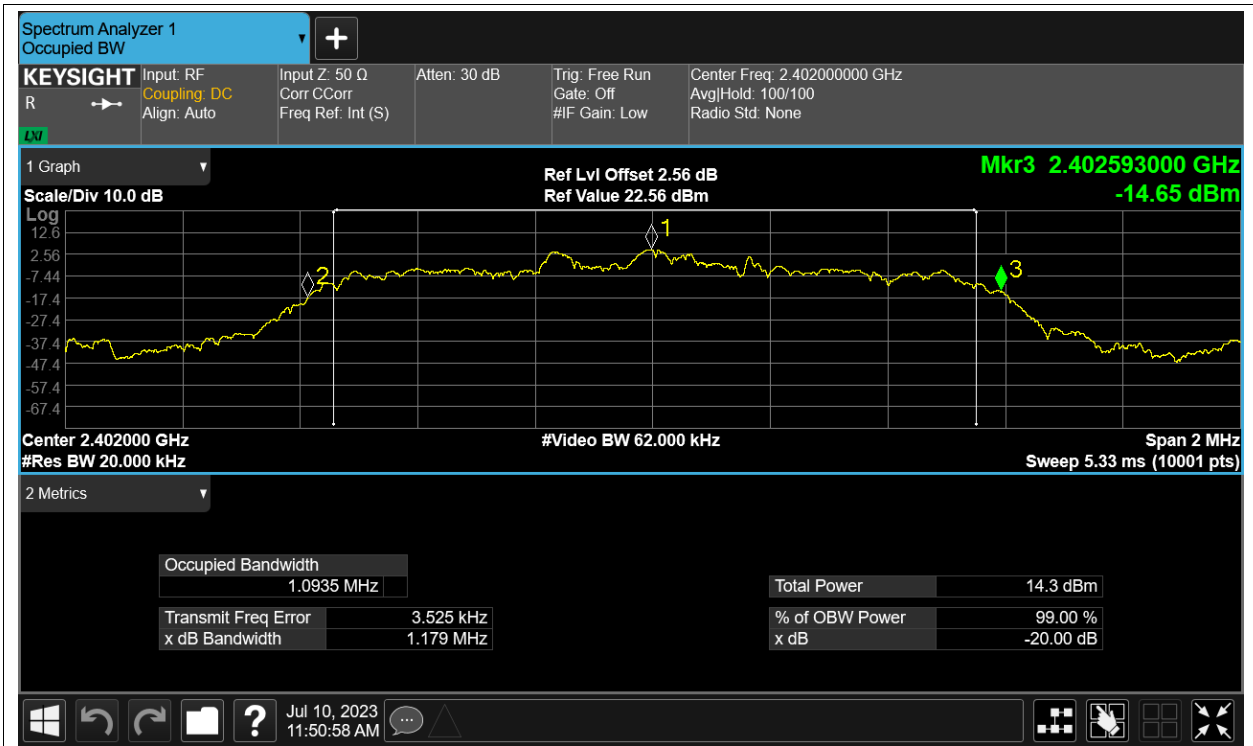 Spectrum Analyzer 1
Occupied BW
+
KEYSIGHT
R
LXI
Input: RF
Coupling: DC
Align: Auto
Input Z: 50 Ω
Corr CCorr
Freq Ref: Int (S)
Atten: 30 dB
Trig: Free Run
Gate: Off
#IF Gain: Low
Center Freq: 2.402000000 GHz
Avg|Hold: 100/100
Radio Std: None
1 Graph
Scale/Div 10.0 dB
Ref Lvl Offset 2.56 dB
Ref Value 22.56 dBm
Mkr3 2.402593000 GHz
-14.65 dBm
Log
12.6
2.56
-7.44
-17.4
-27.4
-37.4
-47.4
-57.4
-67.4
1
2
3
Center 2.402000 GHz
#Res BW 20.000 kHz
#Video BW 62.000 kHz
Span 2 MHz
Sweep 5.33 ms (10001 pts)
2 Metrics
Occupied Bandwidth
1.0935 MHz
Transmit Freq Error 3.525 kHz
x dB Bandwidth 1.179 MHz
Total Power 14.3 dBm
% of OBW Power 99.00 %
x dB -20.00 dB
?
Jul 10, 2023
11:50:58 AM